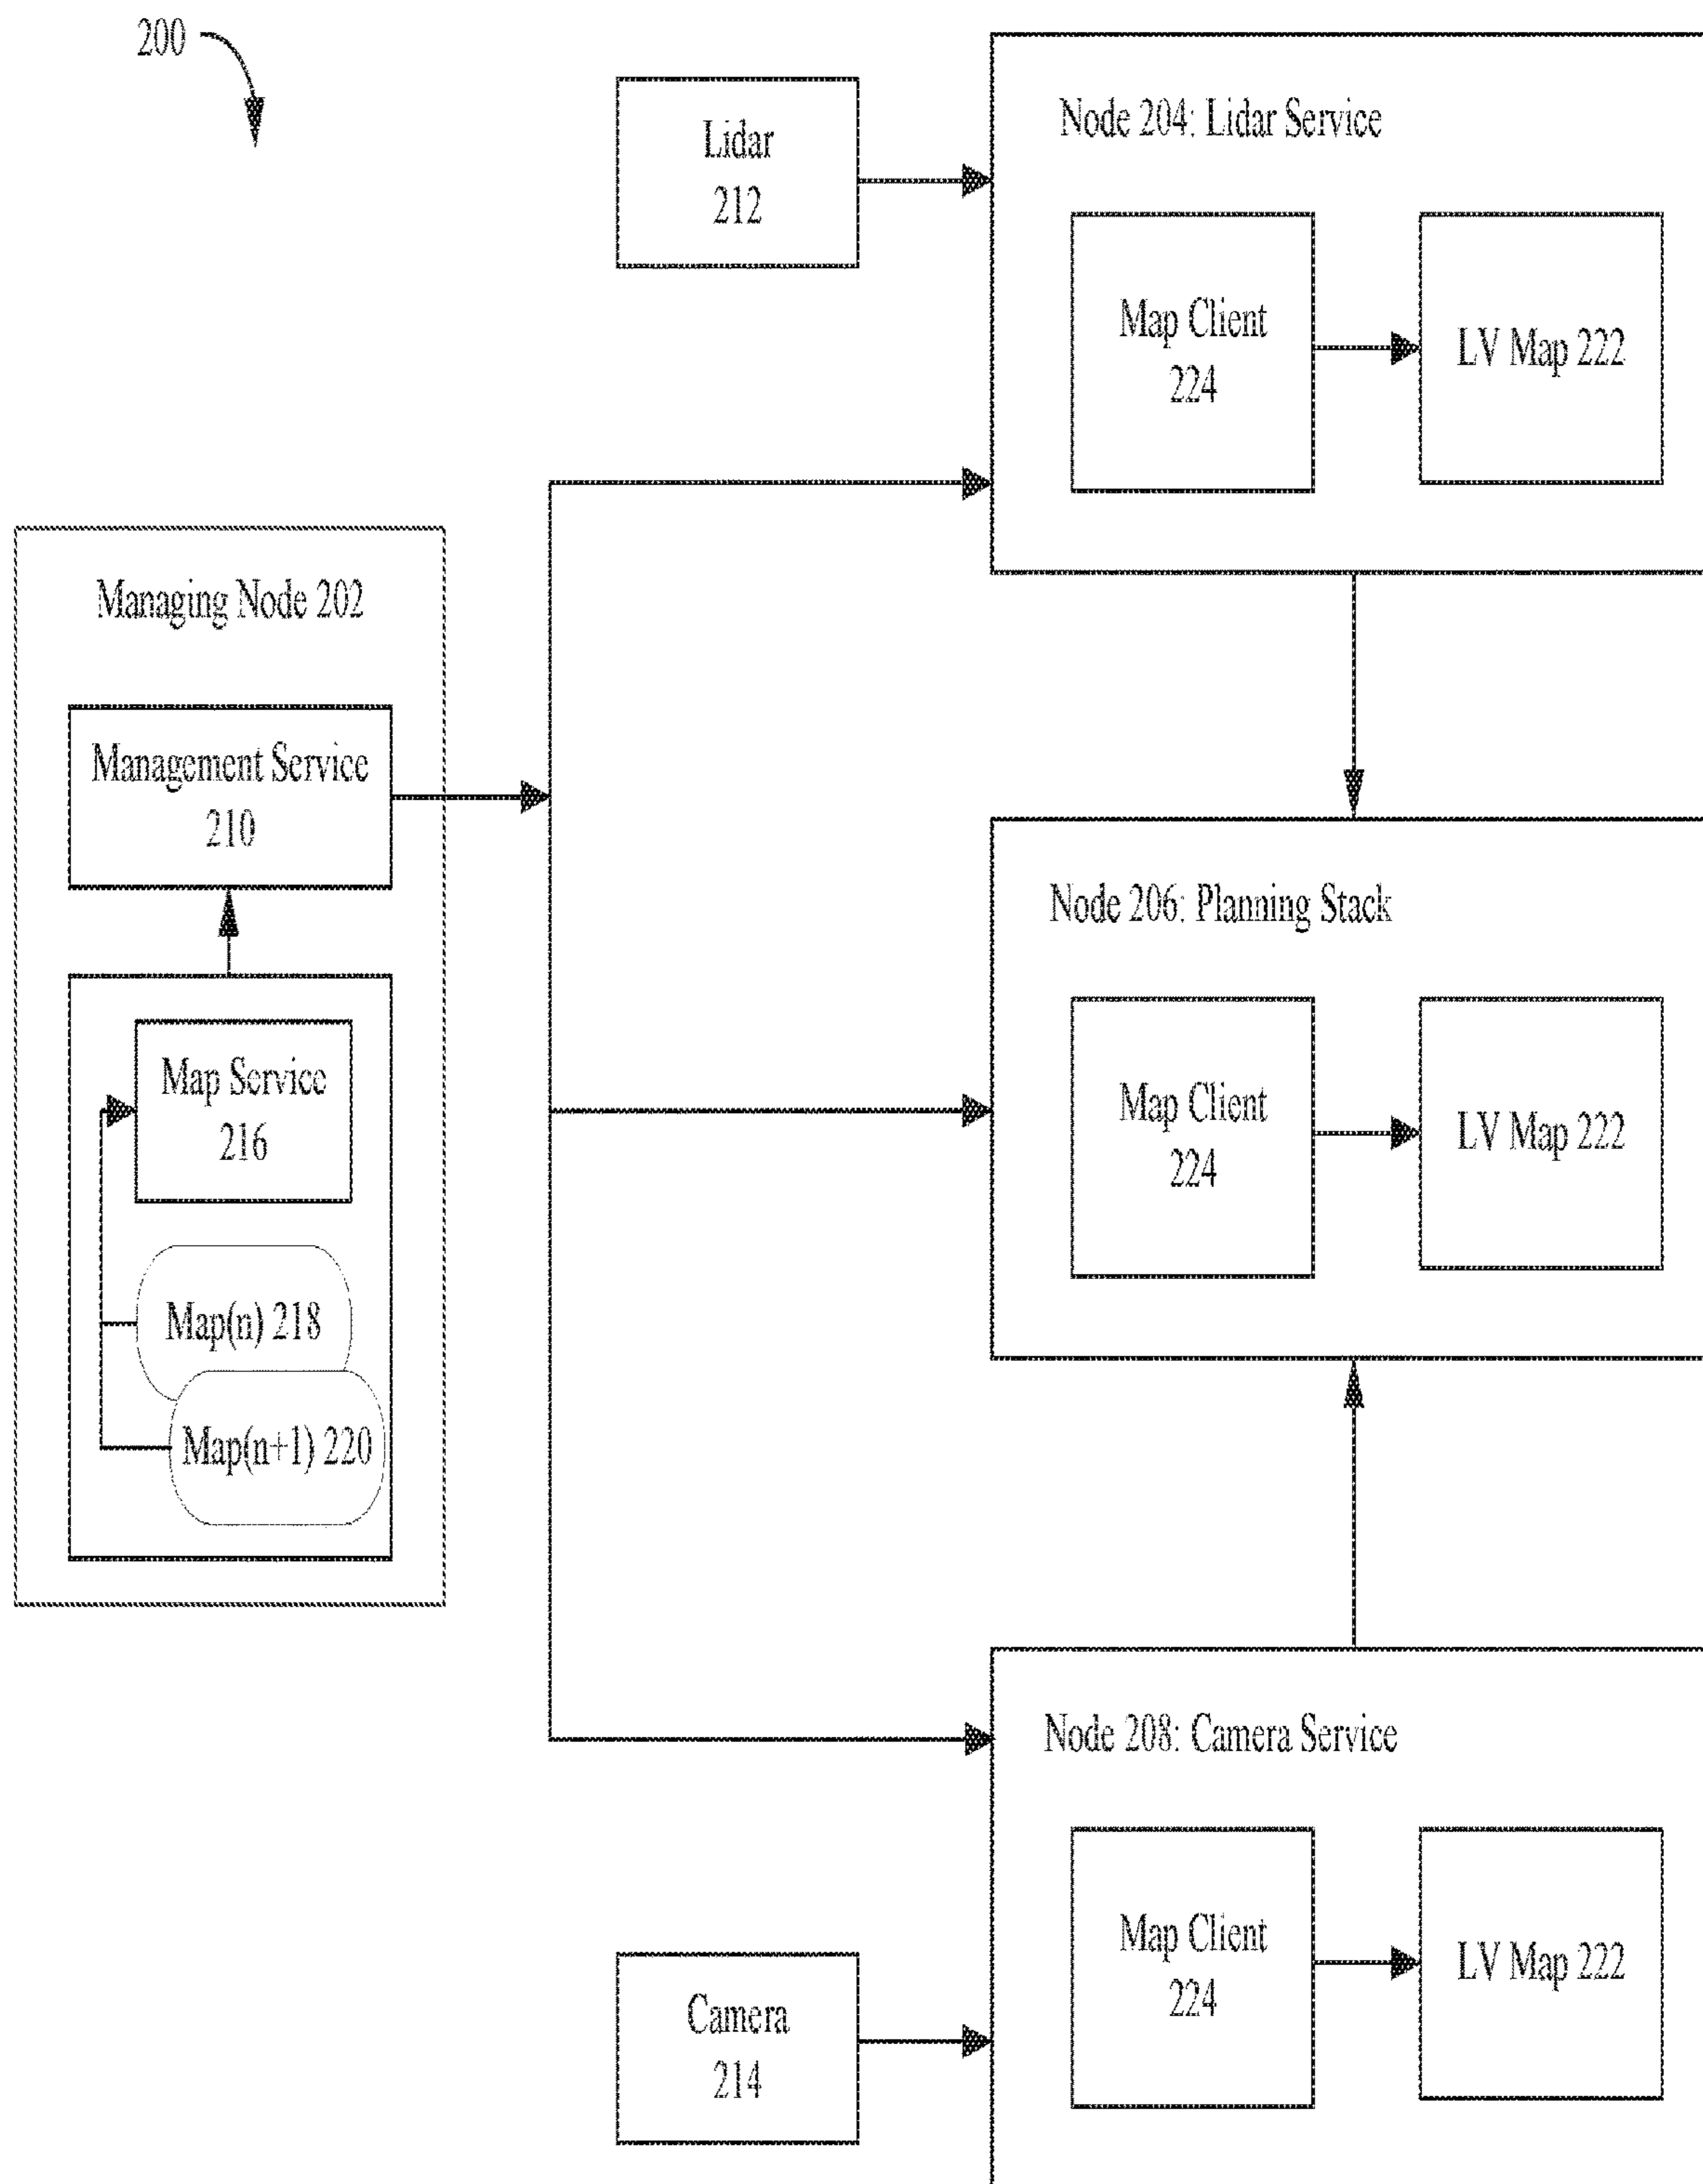 200
Lidar
212
Node 204: Lidar Service
Map Client
224
LV Map 222
Managing Node 202
Management Service
210
Map Service
216
Map(n) 218
Map(n+1) 220
Node 206: Planning Stack
Map Client
224
LV Map 222
Node 208: Camera Service
Map Client
224
LV Map 222
Camera
214